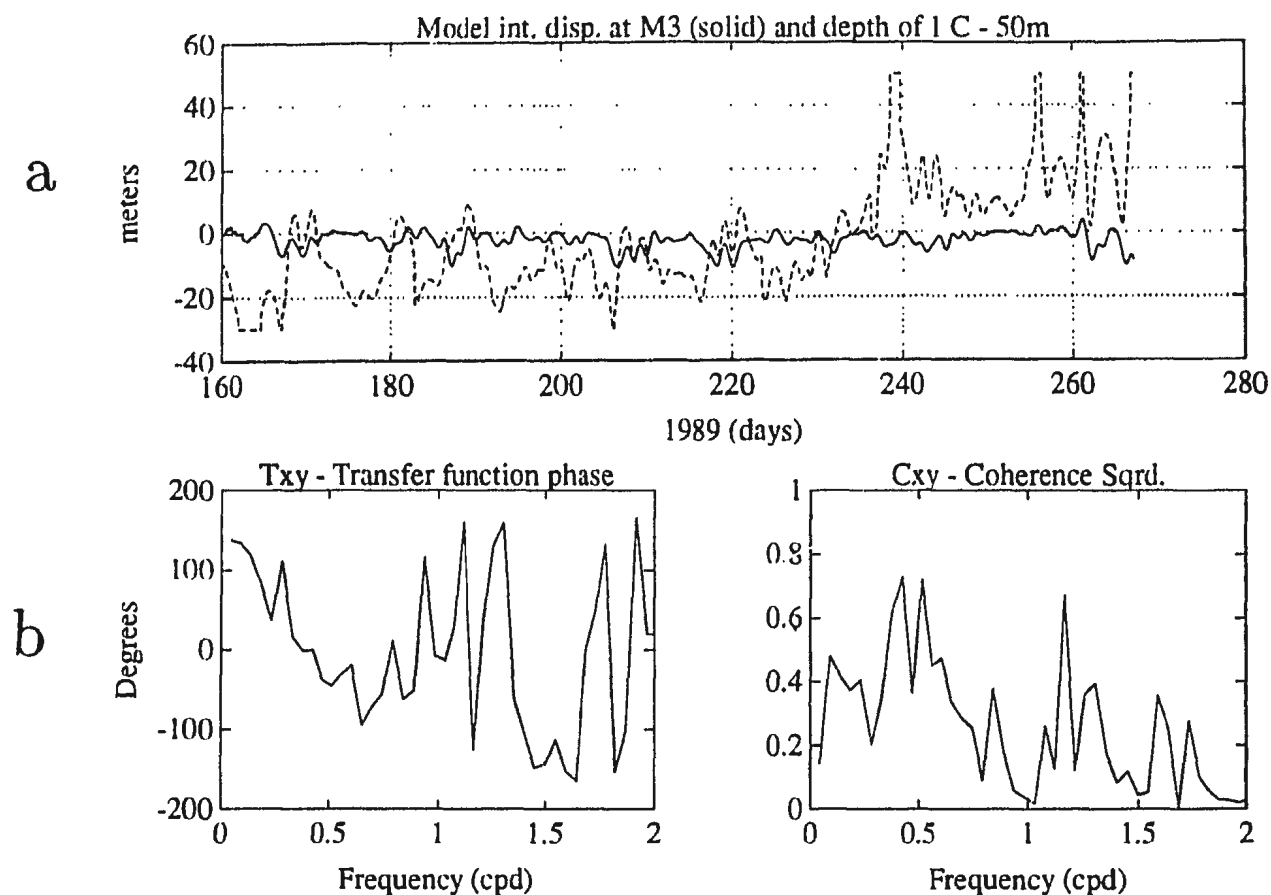 Model int. disp. at M3 (solid) and depth of 1 C - 50m
a
meters
60
40
20
0
-20
-40
160 180 200 220 240 260 280
1989 (days)
b
Txy - Transfer function phase
Degrees
200
100
0
-100
-200
0 0.5 1 1.5 2
Frequency (cpd)
Cxy - Coherence Sqrd.
1
0.8
0.6
0.4
0.2
0
0 0.5 1 1.5 2
Frequency (cpd)